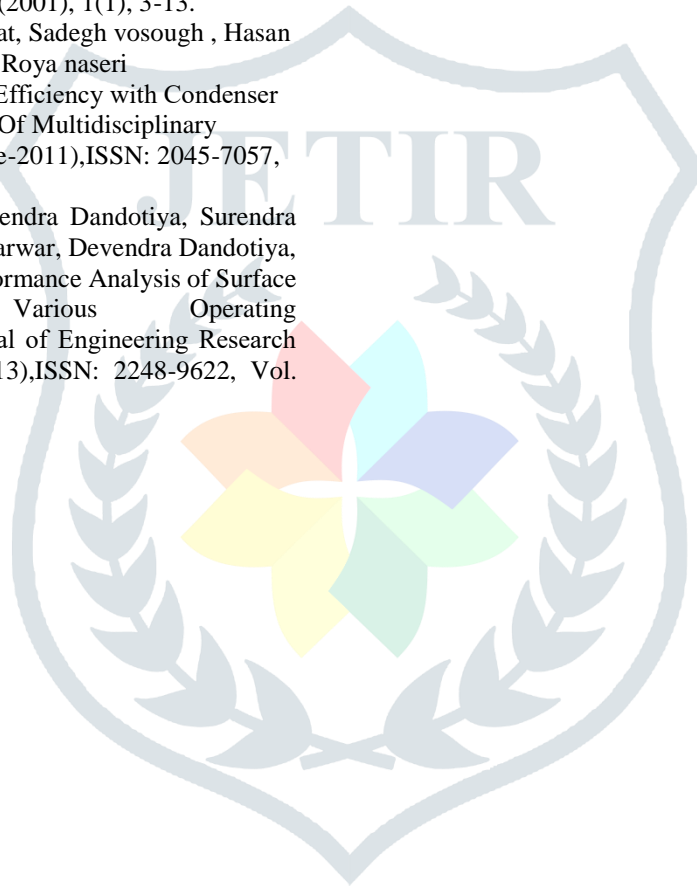 (2001), 1(1), 3-13.
at, Sadegh vosough , Hasan
Roya naseri
Efficiency with Condenser
Of Multidisciplinary
e-2011),ISSN: 2045-7057,
endra Dandotiya, Surendra
arwar, Devendra Dandotiya,
ormance Analysis of Surface
Various Operating
al of Engineering Research
13),ISSN: 2248-9622, Vol.
JETIR